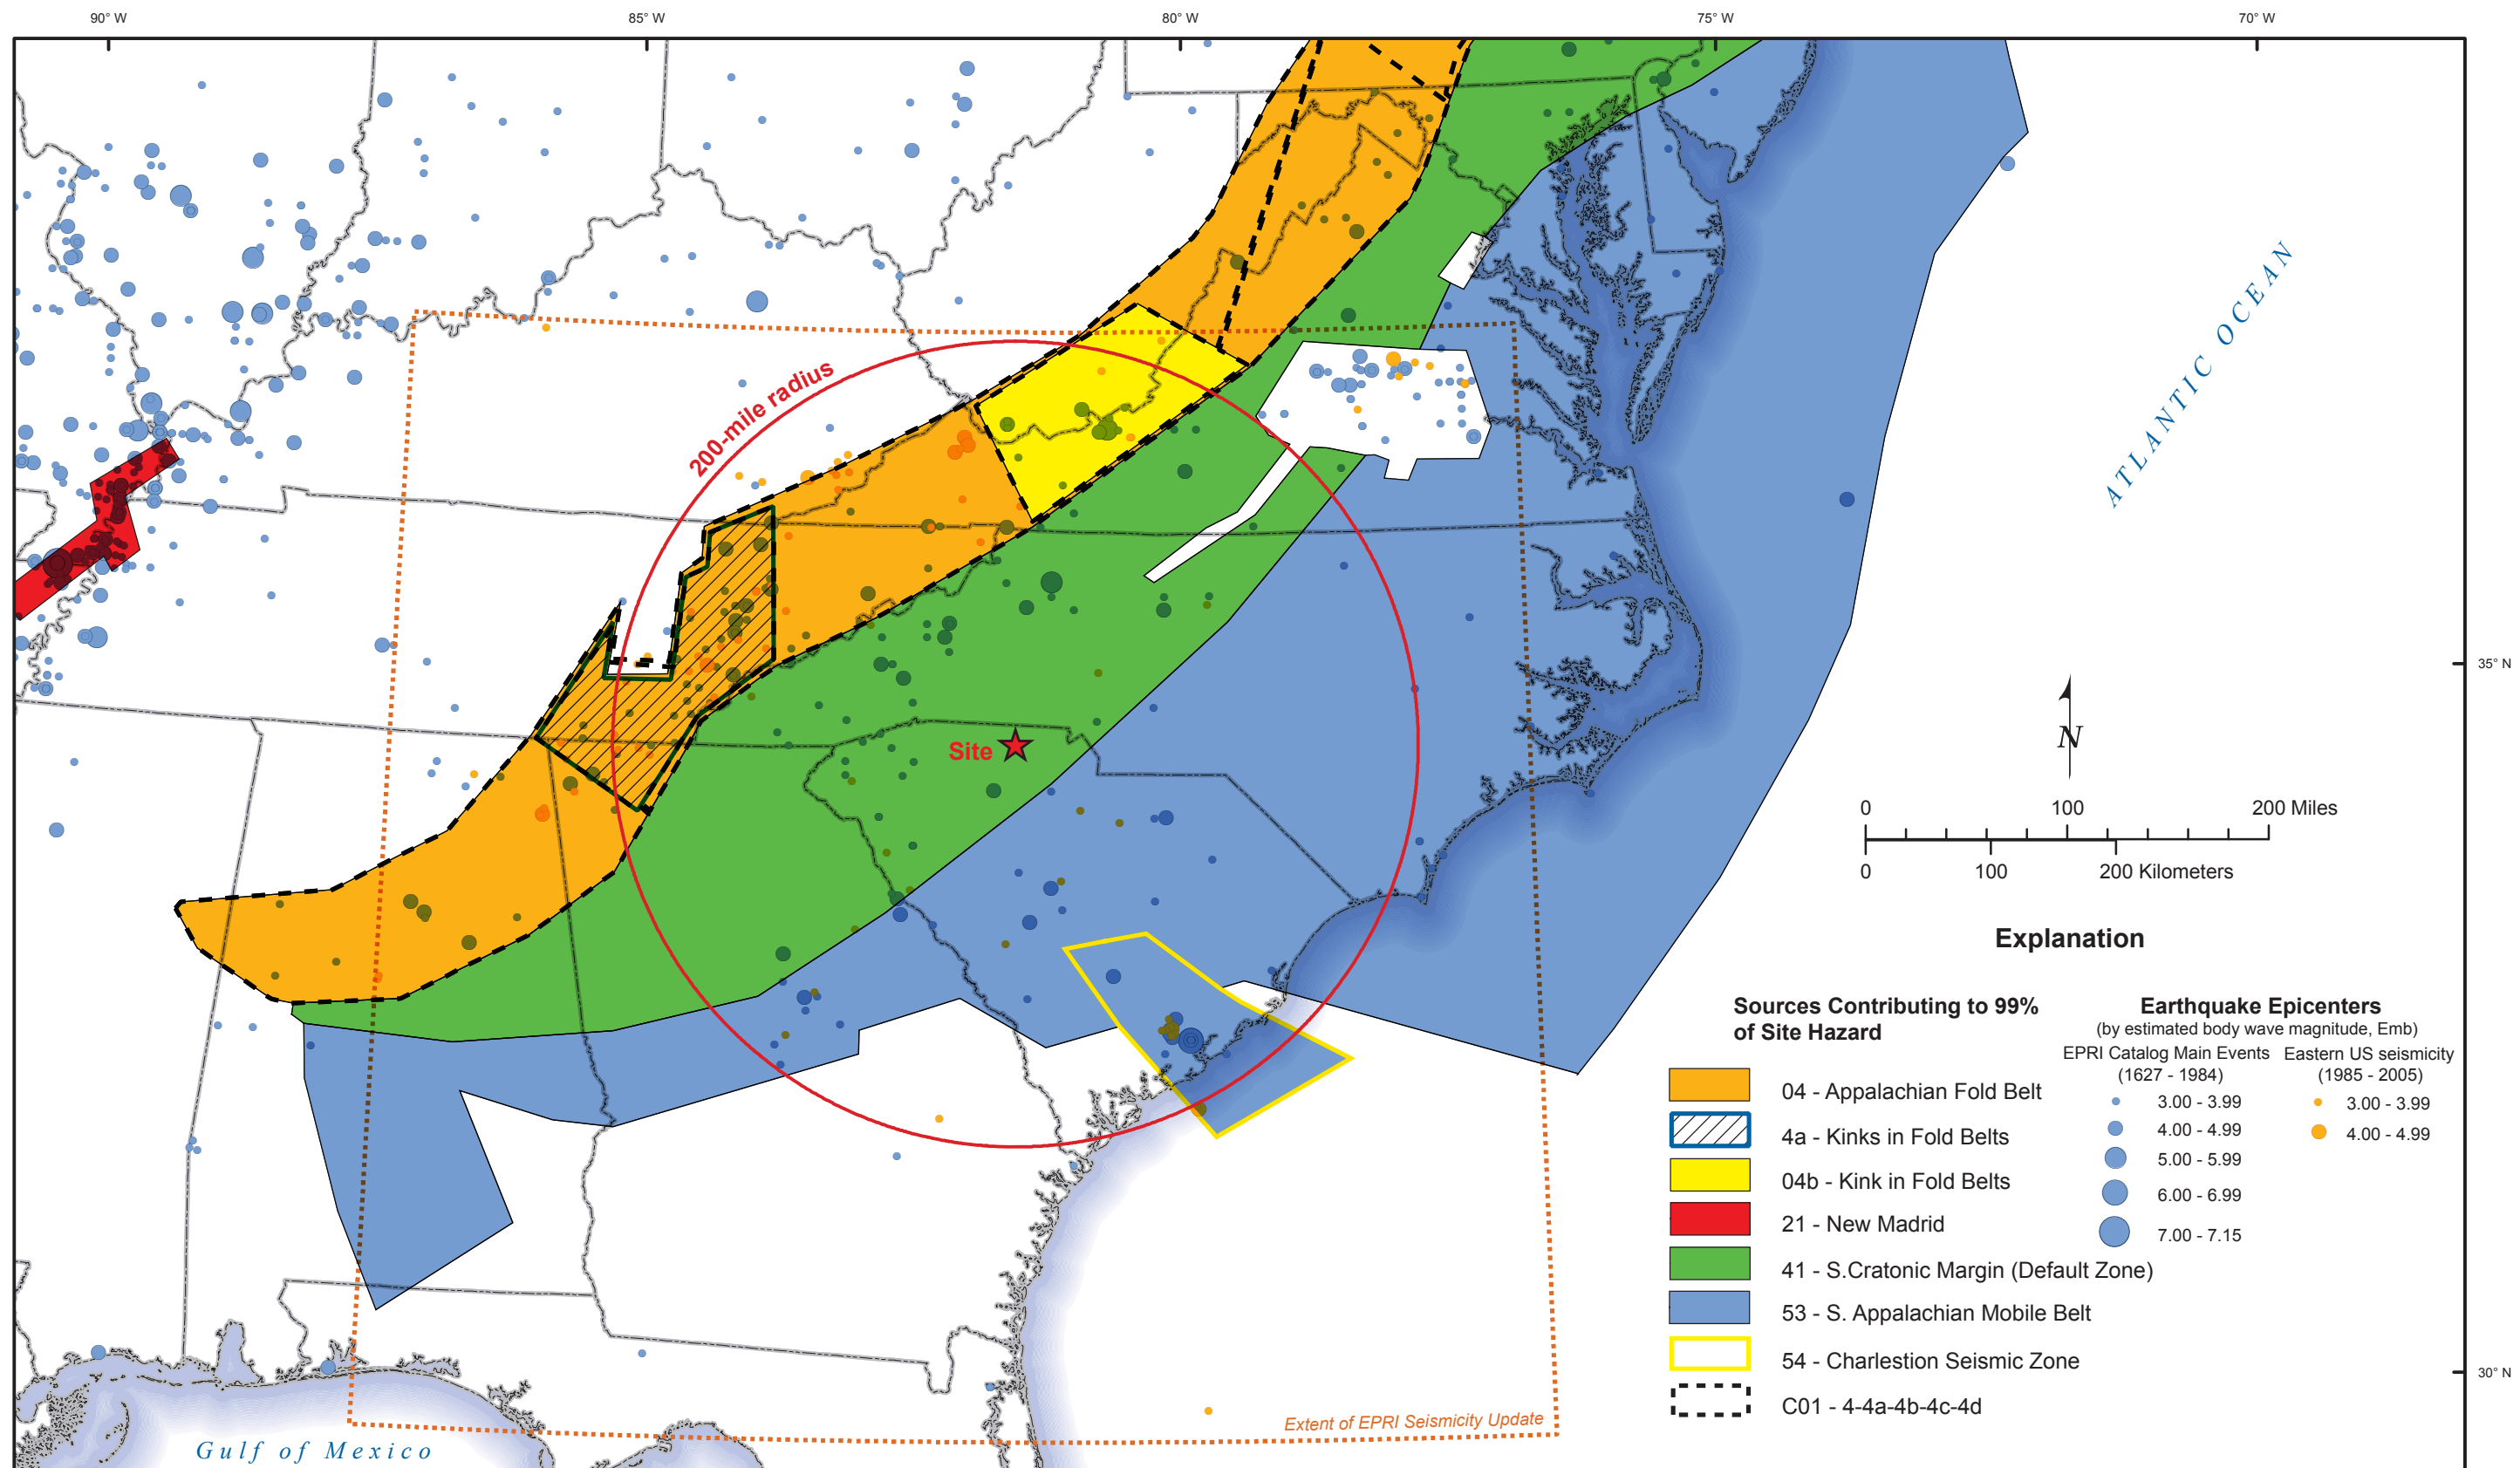 90° W
85° W
80° W
75° W
70° W
200-mile radius
ATLANTIC OCEAN
35° N
N
Site
0 100 200 Miles
0 100 200 Kilometers
Explanation
Sources Contributing to 99%
of Site Hazard
04 - Appalachian Fold Belt
4a - Kinks in Fold Belts
04b - Kink in Fold Belts
21 - New Madrid
41 - S.Cratonic Margin (Default Zone)
53 - S. Appalachian Mobile Belt
54 - Charlestion Seismic Zone
C01 - 4-4a-4b-4c-4d
Earthquake Epicenters
(by estimated body wave magnitude, Emb)
EPRI Catalog Main Events
(1627 - 1984)
3.00 - 3.99
4.00 - 4.99
5.00 - 5.99
6.00 - 6.99
7.00 - 7.15
Eastern US seismicity
(1985 - 2005)
3.00 - 3.99
4.00 - 4.99
30° N
Extent of EPRI Seismicity Update
Gulf of Mexico